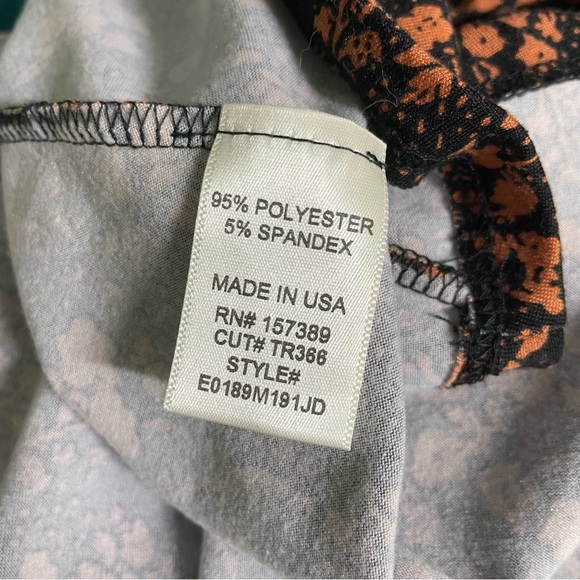 95% POLYESTER
5% SPANDEX
MADE IN USA
RN# 157389
CUT# TR366
STYLE#
E0189M191JD